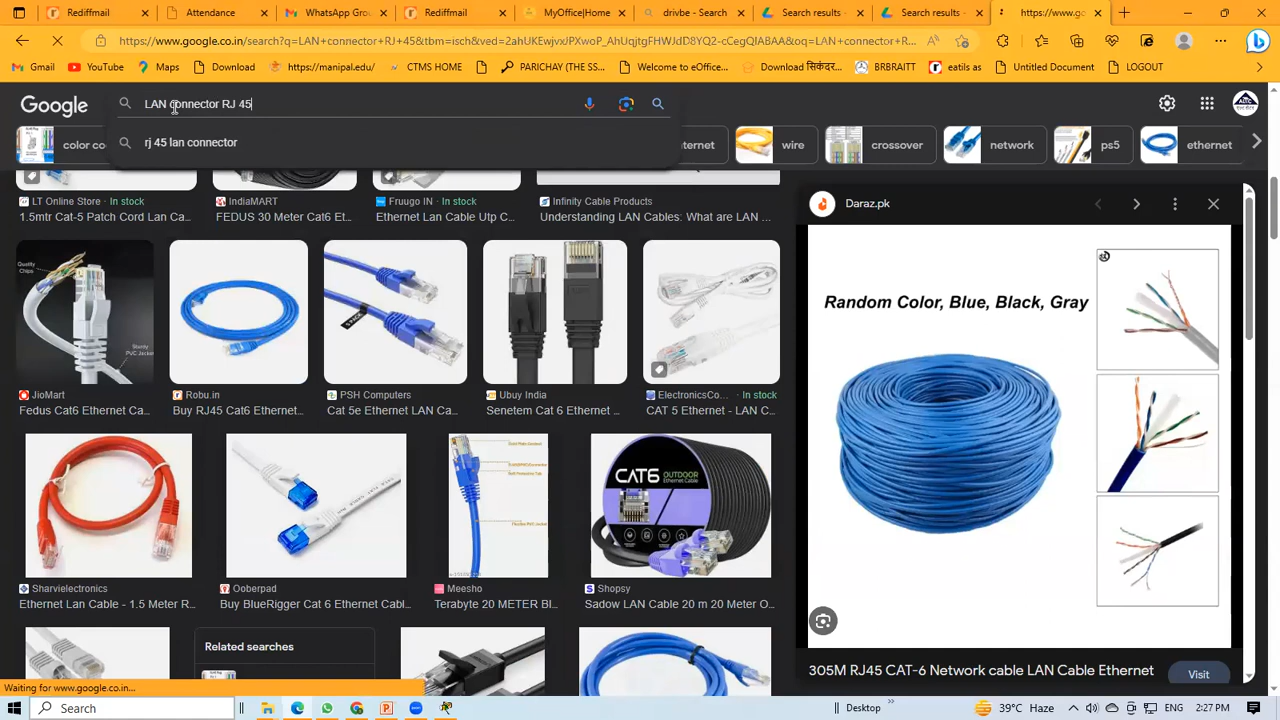 Rediffmail
Attendance
WhatsApp Gro
Rediffmail
MyOffice|Home
drivbe - Search
Search results -
Search results -
https://www.go
https://www.google.co.in/search?q=LAN+connector+RJ+45&tbm=isch&ved=2ahUKEwjvxJPXwoP_AhUqjtgFHWJdD8YQ2-cCegQIABAA&oq=LAN+connector+R...
Gmail
YouTube
Maps
Download
https://manipal.edu/
CTMS HOME
PARICHAY (THE SS...
Welcome to eOffice
Download सिकंदर...
BRBRAITT
eatils as
Untitled Document
LOGOUT
Google
LAN connector RJ 45
rj 45 lan connector
color co
ternet
wire
crossover
network
ps5
ethernet
LT Online Store · In stock
1.5mtr Cat-5 Patch Cord Lan Ca...
IndiaMART
FEDUS 30 Meter Cat6 Et...
Fruugo IN · In stock
Ethernet Lan Cable Utp C...
Infinity Cable Products
Understanding LAN Cables: What are LAN ...
Daraz.pk
Quality
Chips
Sturdy
PVC Jacket
Random Color, Blue, Black, Gray
JioMart
Fedus Cat6 Ethernet Ca...
Robu.in
Buy RJ45 Cat6 Ethernet...
PSH Computers
Cat 5e Ethernet LAN Ca...
Ubuy India
Senetem Cat 6 Ethernet ...
ElectronicsCo... · In stock
CAT 5 Ethernet - LAN C...
CAT6 OUTDOOR
Ethernet Cable
Sharvielectronics
Ethernet Lan Cable - 1.5 Meter R...
Ooberpad
Buy BlueRigger Cat 6 Ethernet Cabl...
Meesho
Terabyte 20 METER Bl...
Shopsy
Sadow LAN Cable 20 m 20 Meter O...
Related searches
305M RJ45 CAT-6 Network cable LAN Cable Ethernet
Visit
Waiting for www.google.co.in...
Search
Desktop
39°C Haze
ENG
2:27 PM